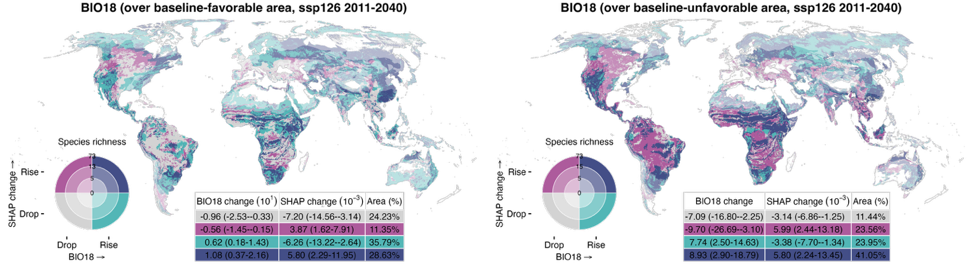 BIO18 (over baseline-favorable area, ssp126 2011-2040)
Species richness
SHAP change →
Rise
Drop
23
13
5
0
Drop Rise
BIO18 →
BIO18 change (10¹) SHAP change (10⁻³) Area (%)
-0.96 (-2.53--0.33) -7.20 (-14.56--3.14) 24.23%
-0.56 (-1.45--0.15) 3.87 (1.62-7.91) 11.35%
0.62 (0.18-1.43) -6.26 (-13.22--2.64) 35.79%
1.08 (0.37-2.16) 5.80 (2.29-11.95) 28.63%
BIO18 (over baseline-unfavorable area, ssp126 2011-2040)
Species richness
SHAP change →
Rise
Drop
0
Drop Rise
BIO18 →
BIO18 change SHAP change (10⁻³) Area (%)
-7.09 (-16.80--2.25) -3.14 (-6.86--1.25) 11.44%
-9.70 (-26.69--3.10) 5.99 (2.44-13.18) 23.56%
7.74 (2.50-14.63) -3.38 (-7.70--1.34) 23.95%
8.93 (2.90-18.79) 5.80 (2.24-13.45) 41.05%